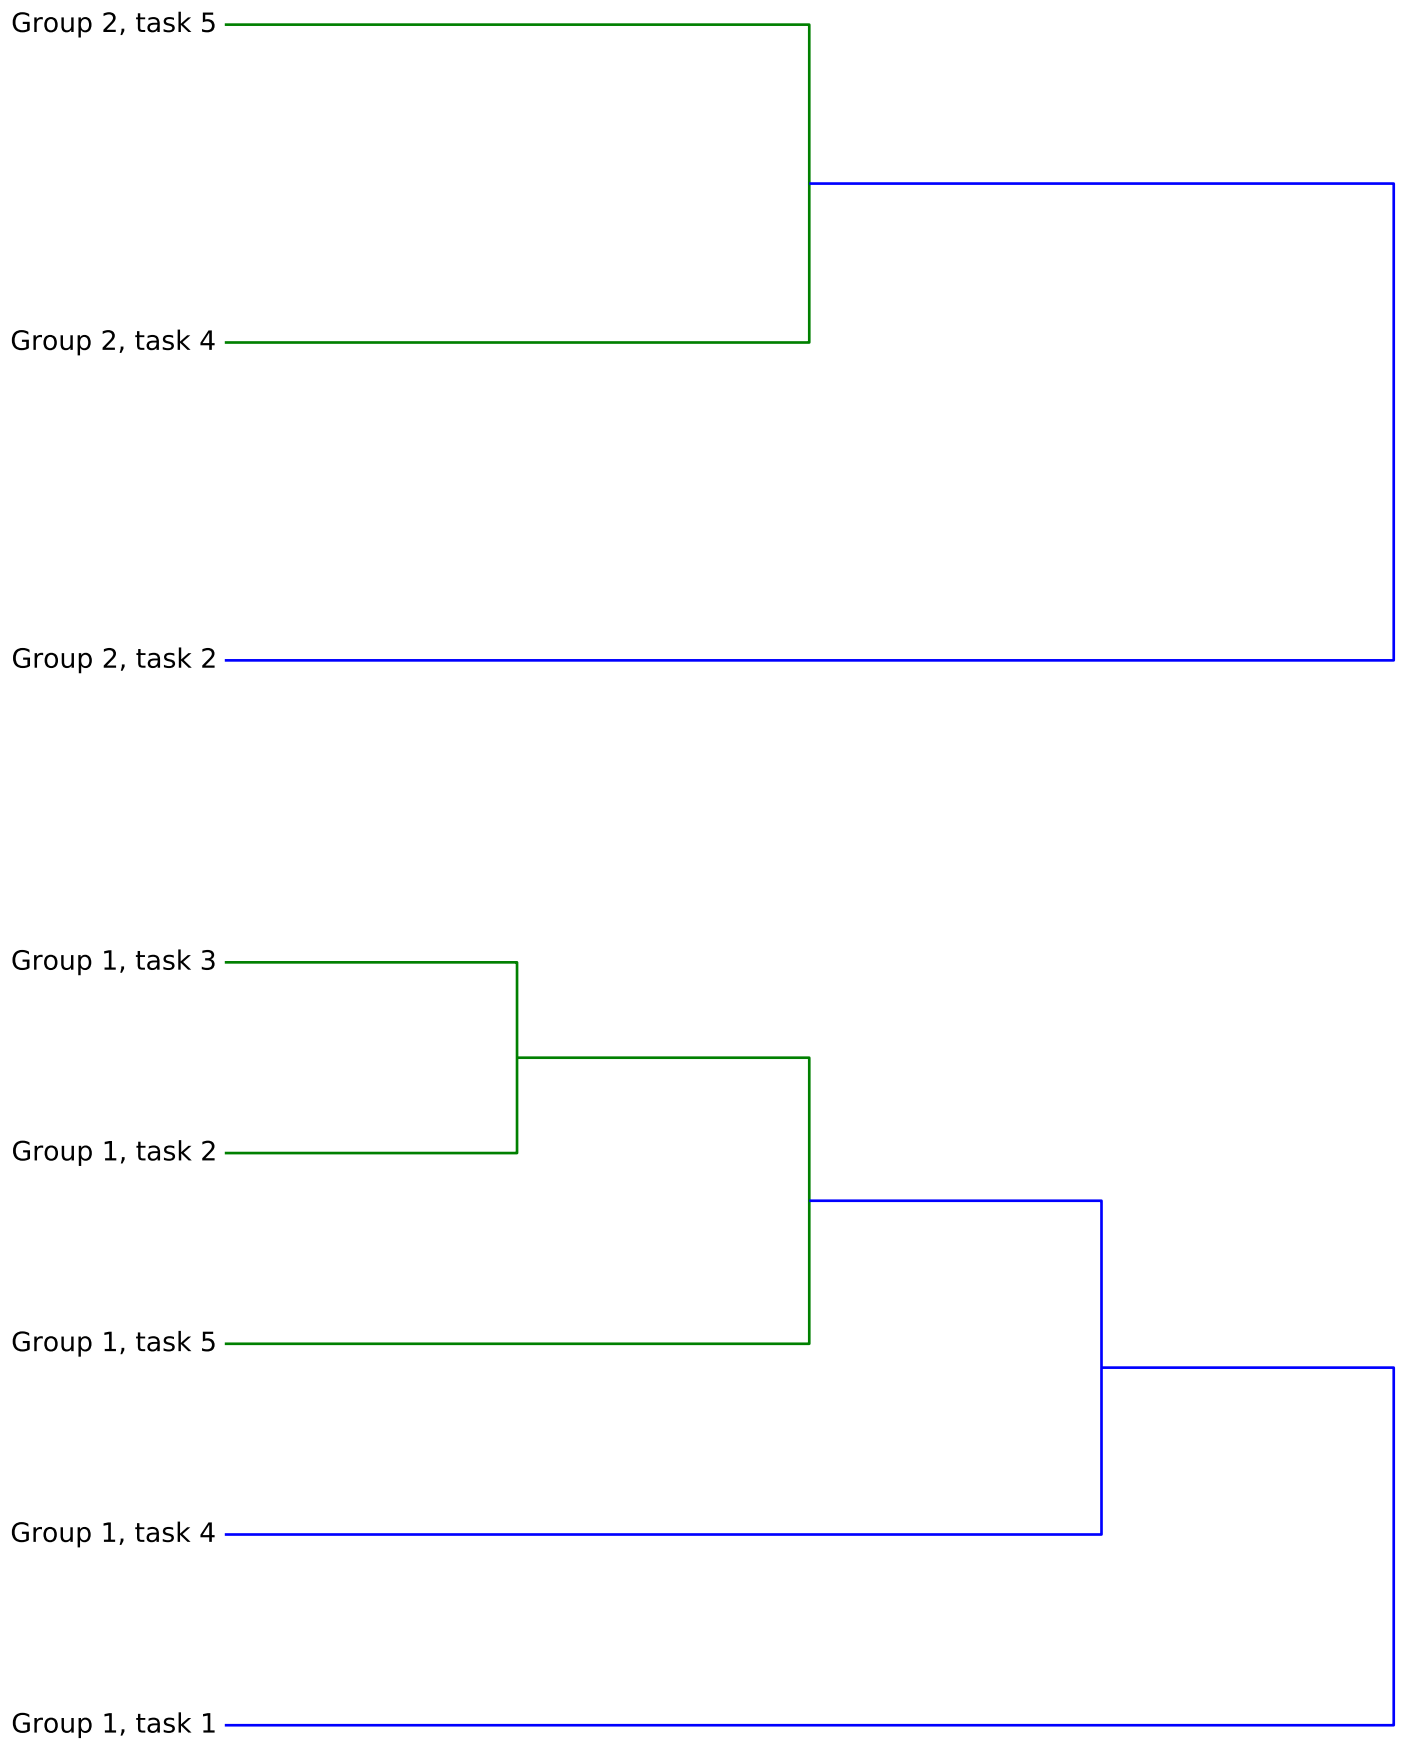 Group 2, task 5
Group 2, task 4
Group 2, task 2
Group 1, task 3
Group 1, task 2
Group 1, task 5
Group 1, task 4
Group 1, task 1